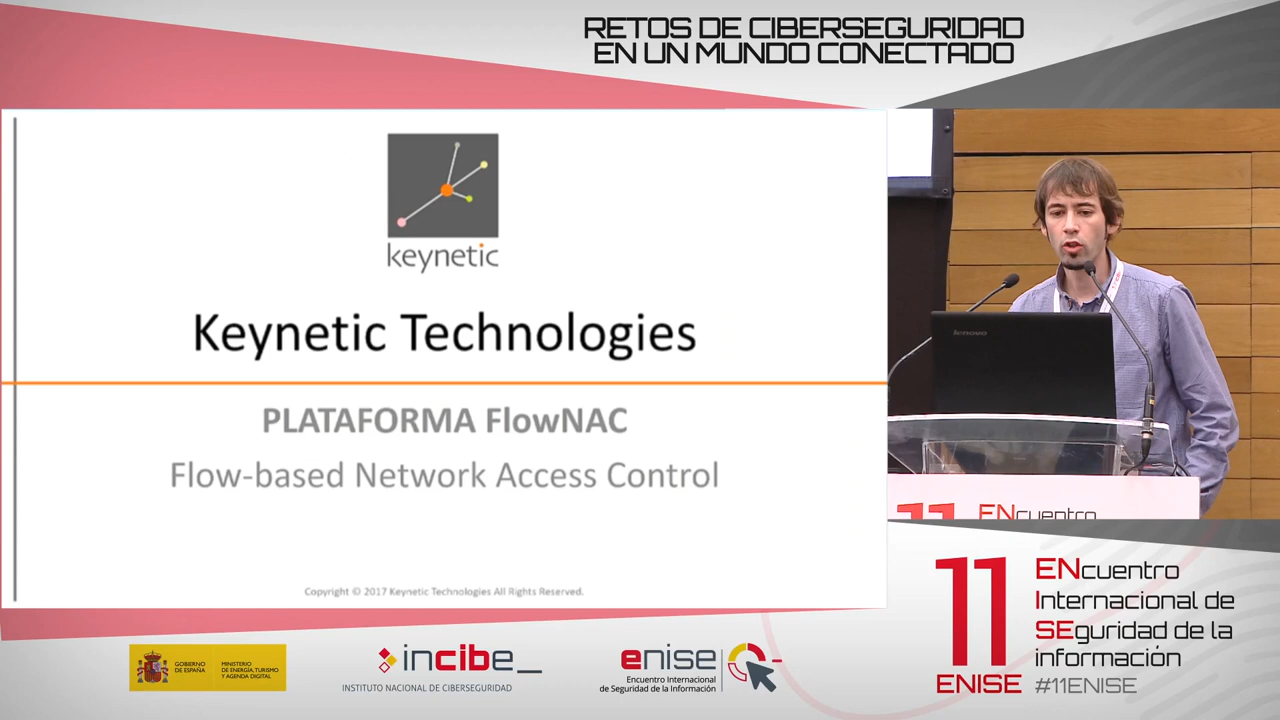 RETOS DE CIBERSEGURIDAD
EN UN MUNDO CONECTADO
keynetic
Keynetic Technologies
PLATAFORMA FlowNAC
Flow-based Network Access Control
Copyright © 2017 Keynetic Technologies All Rights Reserved.
lenovo
11 ENcuentro
11 ENcuentro
Internacional de
SEguridad de la
información
ENISE #11ENISE
GOBIERNO
DE ESPAÑA
MINISTERIO
DE ENERGÍA, TURISMO
Y AGENDA DIGITAL
incibe_
INSTITUTO NACIONAL DE CIBERSEGURIDAD
enise
Encuentro Internacional
de Seguridad de la Información